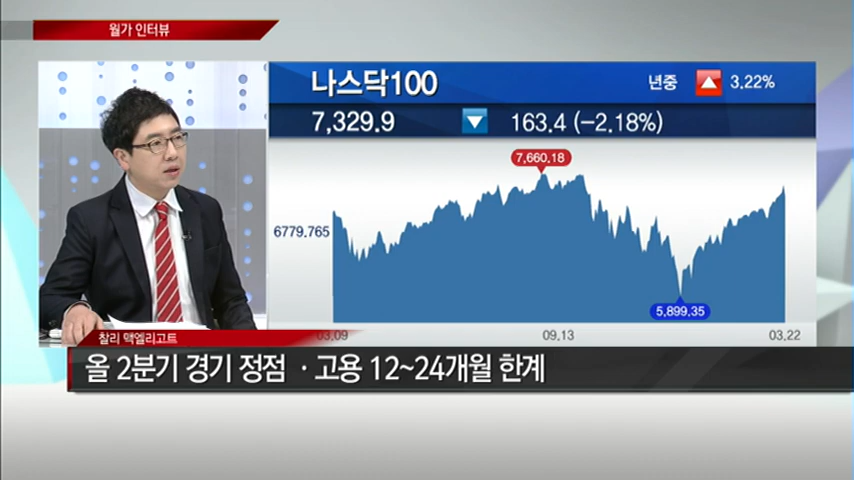 월가 인터뷰
나스닥100
년중 3.22%
7,329.9 163.4 (-2.18%)
7,660.18
6779.765
5,899.35
03.09 09.13 03.22
찰리 맥엘리고트
올 2분기 경기 정점 · 고용 12~24개월 한계